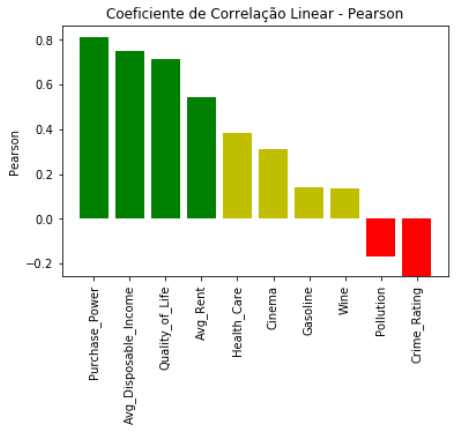 Coeficiente de Correlação Linear - Pearson
Pearson
0.8
0.6
0.4
0.2
0.0
−0.2
Purchase_Power
Avg_Disposable_Income
Quality_of_Life
Avg_Rent
Health_Care
Cinema
Gasoline
Wine
Pollution
Crime_Rating